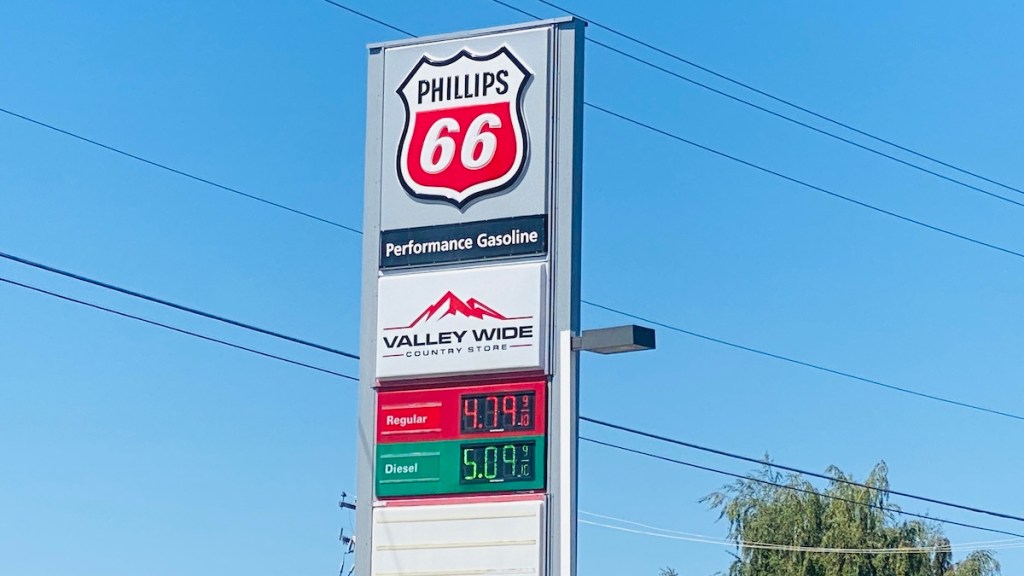 PHILLIPS
66
Performance Gasoline
VALLEY WIDE
COUNTRY STORE
Regular 4.79 9/10
Diesel 5.09 9/10